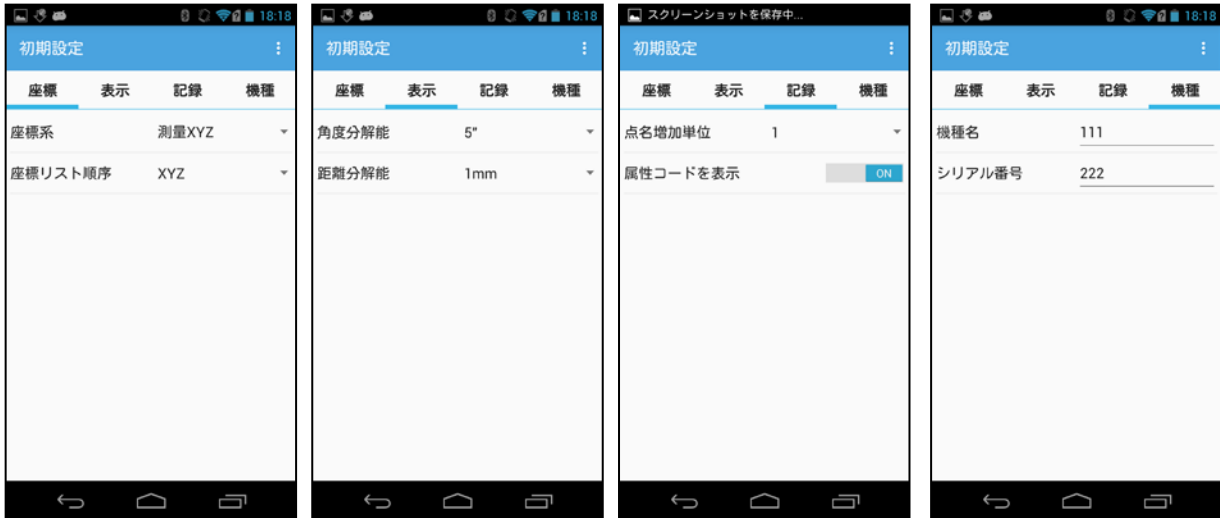 18:18
初期設定
座標 表示 記録 機種
座標系 測量XYZ
座標リスト順序 XYZ
18:18
初期設定
座標 表示 記録 機種
角度分解能 5"
距離分解能 1mm
スクリーンショットを保存中...
初期設定
座標 表示 記録 機種
点名増加単位 1
属性コードを表示 ON
18:18
初期設定
座標 表示 記録 機種
機種名 111
シリアル番号 222